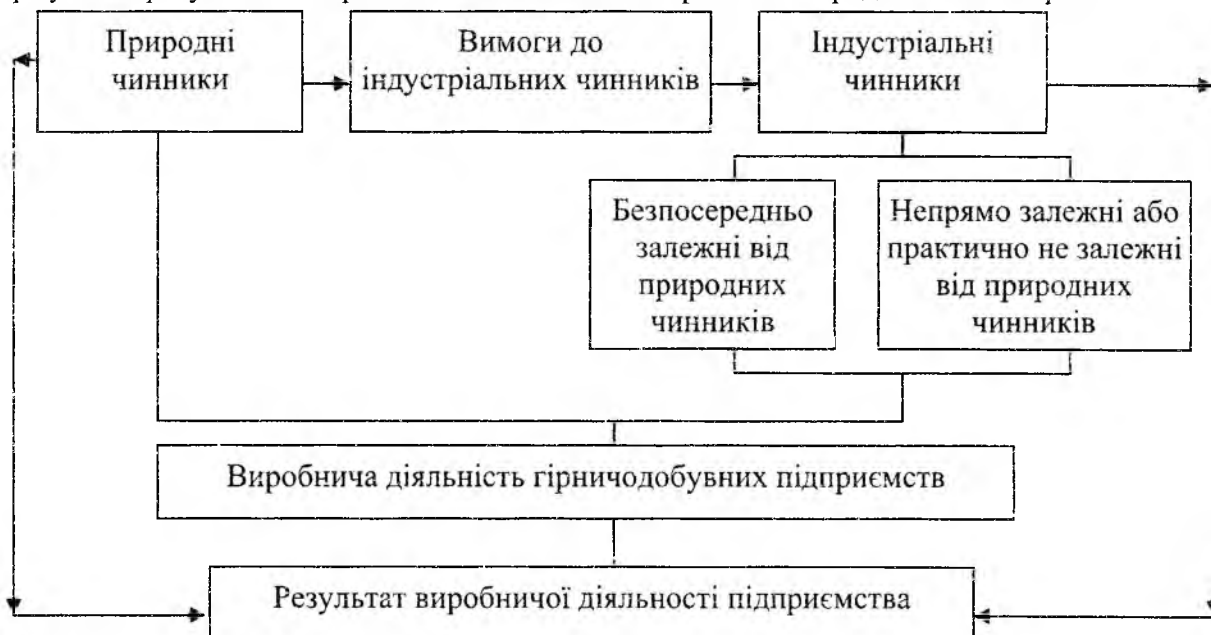 Природні
чинники
Вимоги до
індустріальних чинників
Індустріальні
чинники
Безпосередньо
залежні від
природних
чинників
Непрямо залежні або
практично не залежні
від природних
чинників
Виробнича діяльність гірничодобувних підприємств
Результат виробничої діяльності підприємства